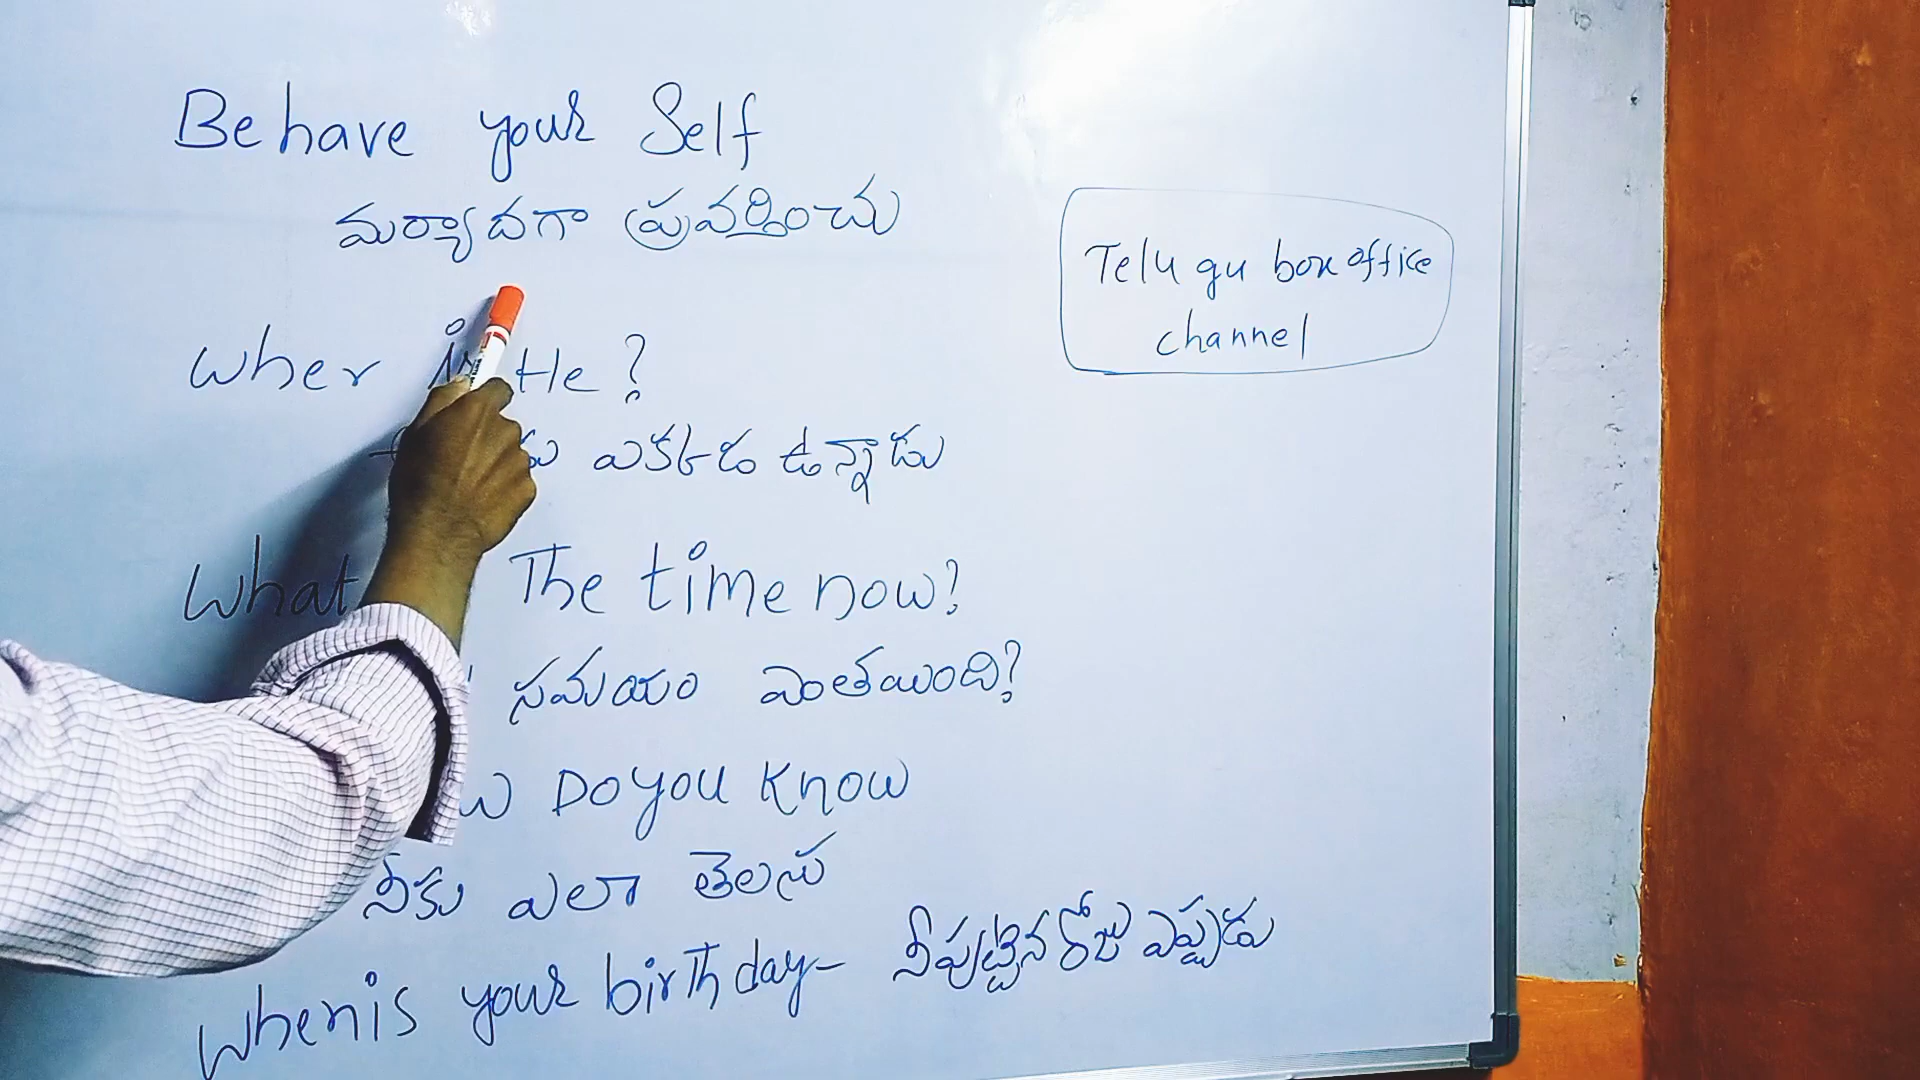 Behave your Self
మర్యాదగా ప్రవర్తించు
Wher is He ?
ఎక్కడ ఉన్నాడు
What The time now?
సమయం ఎంతయింది?
Do you Know
నీకు ఎలా తెలుసు
When is your birthday- నీ పుట్టిన రోజు ఎప్పుడు
Telugu box office
channel